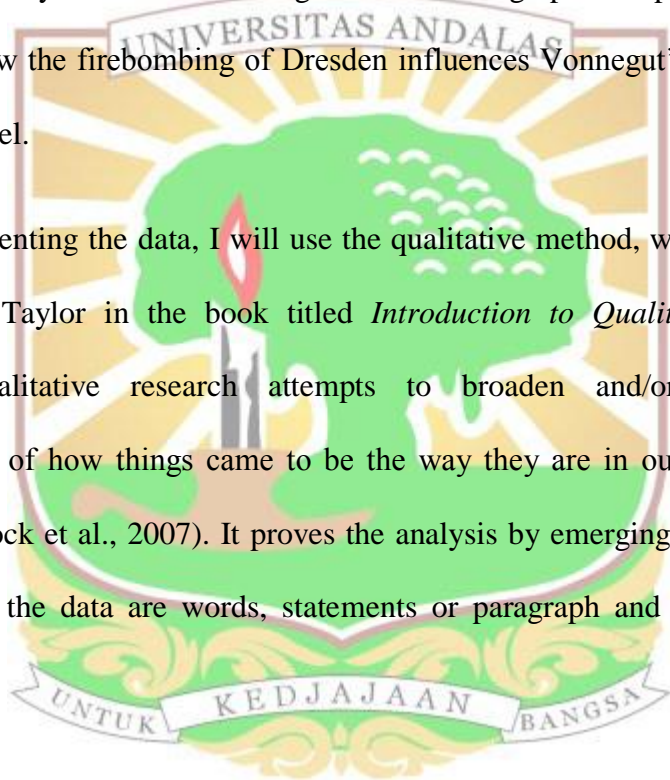 UNIVERSITAS ANDALAS
w the firebombing of Dresden influences Vonnegut’
el.
enting the data, I will use the qualitative method, w
Taylor in the book titled Introduction to Qualit
alitative research attempts to broaden and/or
of how things came to be the way they are in ou
ock et al., 2007). It proves the analysis by emerging
the data are words, statements or paragraph and
UNTUK KEDJAJAAN BANGSA